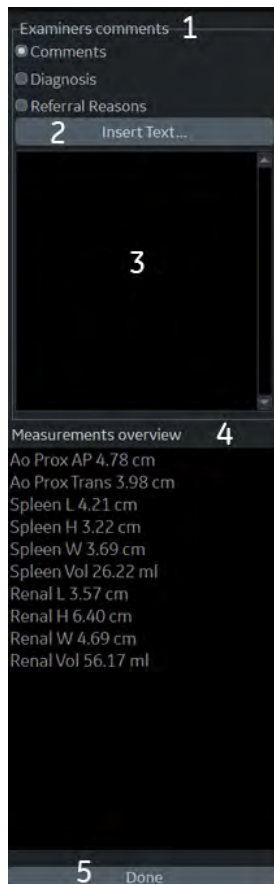 Examiners comments 1
Comments
Diagnosis
Referral Reasons
2 Insert Text...
3
Measurements overview 4
Ao Prox AP 4.78 cm
Ao Prox Trans 3.98 cm
Spleen L 4.21 cm
Spleen H 3.22 cm
Spleen W 3.69 cm
Spleen Vol 26.22 ml
Renal L 3.57 cm
Renal H 6.40 cm
Renal W 4.69 cm
Renal Vol 56.17 ml
5 Done